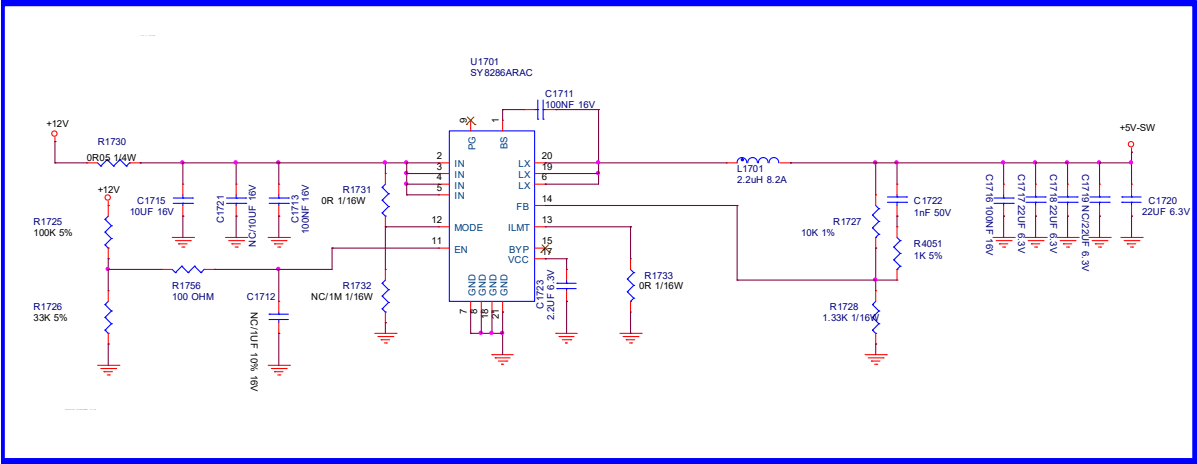 U1701
SY8286ARAC
C1711
100NF 16V
+12V
R1730
0R05 1/4W
+12V
C1715
10UF 16V
C1721
NC/10UF 16V
C1713
100NF 16V
R1731
0R 1/16W
R1725
100K 5%
R1756
100 OHM
R1726
33K 5%
C1712
NC/1UF 10% 16V
R1732
NC/1M 1/16W
9
PG
1
BS
2
IN
3
IN
4
IN
5
IN
12
MODE
11
EN
20
LX
19
LX
6
LX
14
FB
13
ILMT
15
BYP
17
VCC
GND
GND
GND
GND
7
8
18
21
C1723
2.2UF 6.3V
R1733
0R 1/16W
L1701
2.2uH 8.2A
+5V-SW
R1727
10K 1%
C1722
1nF 50V
R4051
1K 5%
R1728
1.33K 1/16W
C1716 100NF 16V
C1717 22UF 6.3V
C1718 22UF 6.3V
C1719 NC/22UF 6.3V
C1720
22UF 6.3V